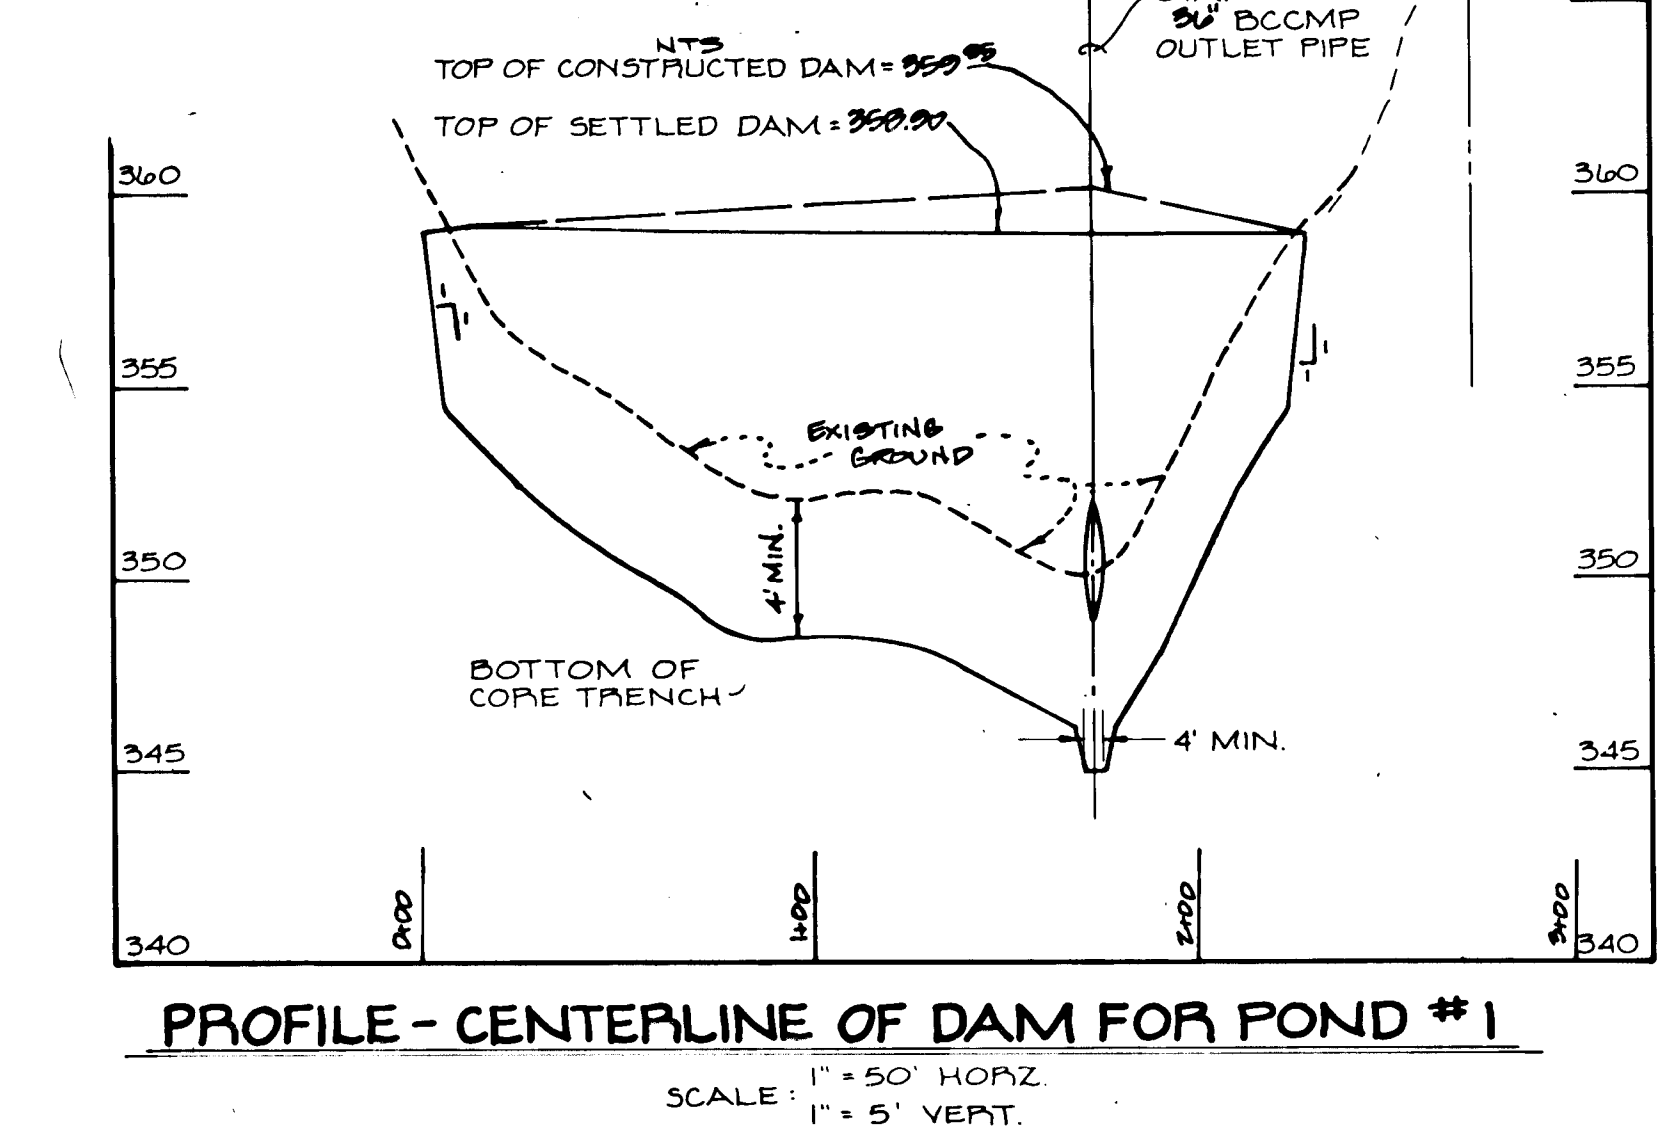 36" BCCMP
OUTLET PIPE
NTS
TOP OF CONSTRUCTED DAM = 359.35
TOP OF SETTLED DAM = 358.90
360
360
355
355
EXISTING
GROUND
4' MIN.
350
350
BOTTOM OF
CORE TRENCH
4' MIN.
345
345
0+00
1+00
2+00
3+00
340
340
PROFILE - CENTERLINE OF DAM FOR POND #1
SCALE: 1" = 50' HORZ.
1" = 5' VERT.